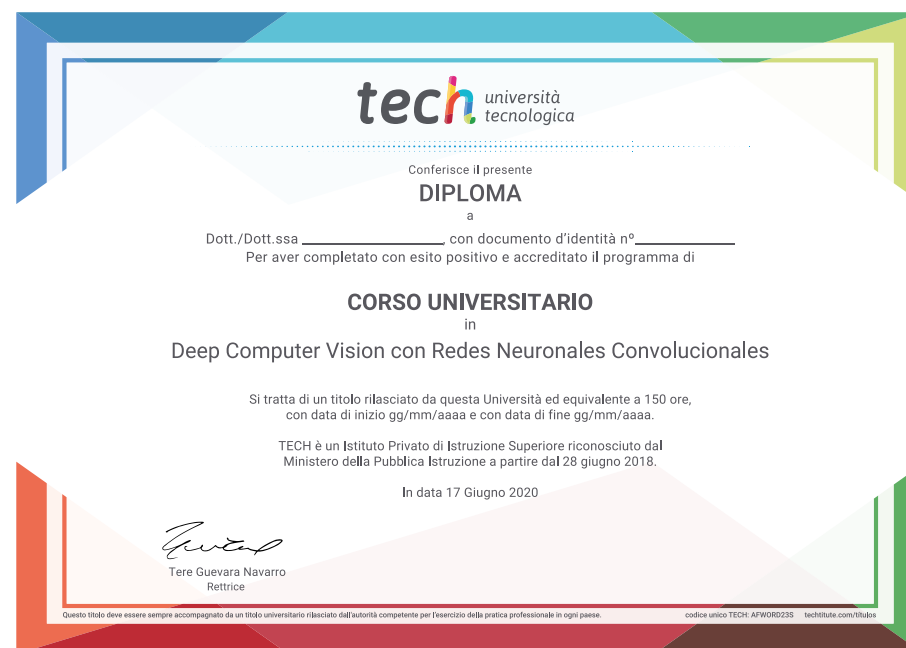 tech università
tecnologica
Conferisce il presente
DIPLOMA
a
Dott./Dott.ssa ____________________, con documento d'identità nº______________
Per aver completato con esito positivo e accreditato il programma di
CORSO UNIVERSITARIO
in
Deep Computer Vision con Redes Neuronales Convolucionales
Si tratta di un titolo rilasciato da questa Università ed equivalente a 150 ore,
con data di inizio gg/mm/aaaa e con data di fine gg/mm/aaaa.
TECH è un Istituto Privato di Istruzione Superiore riconosciuto dal
Ministero della Pubblica Istruzione a partire dal 28 giugno 2018.
In data 17 Giugno 2020
Tere Guevara Navarro
Rettrice
Questo titolo deve essere sempre accompagnato da un titolo universitario rilasciato dall'autorità competente per l'esercizio della pratica professionale in ogni paese. codice unico TECH: AFWORD23S techtitute.com/títulos